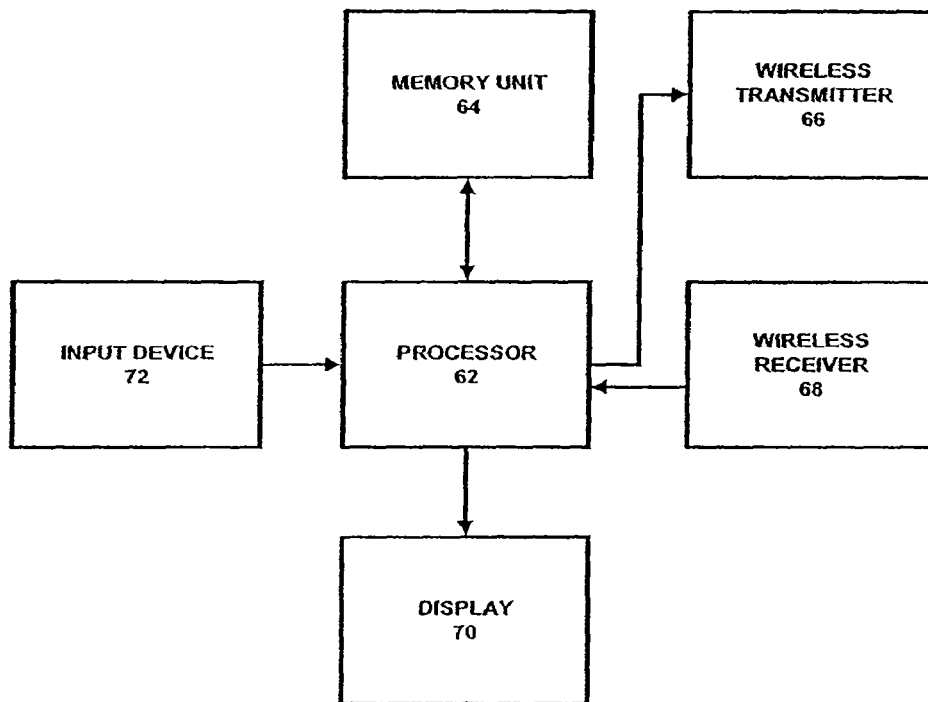 MEMORY UNIT
64
WIRELESS
TRANSMITTER
66
INPUT DEVICE
72
PROCESSOR
62
WIRELESS
RECEIVER
68
DISPLAY
70